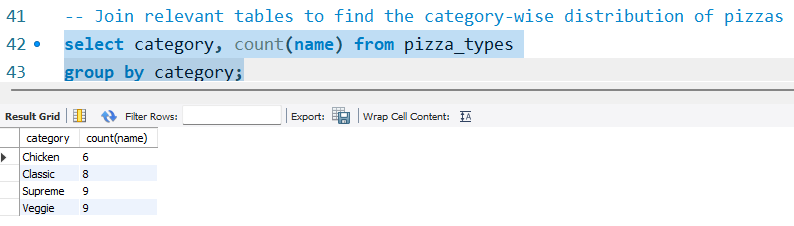 41 -- Join relevant tables to find the category-wise distribution of pizzas
42 select category, count(name) from pizza_types
43 group by category;
Result Grid Filter Rows: Export: Wrap Cell Content:
category count(name)
Chicken 6
Classic 8
Supreme 9
Veggie 9